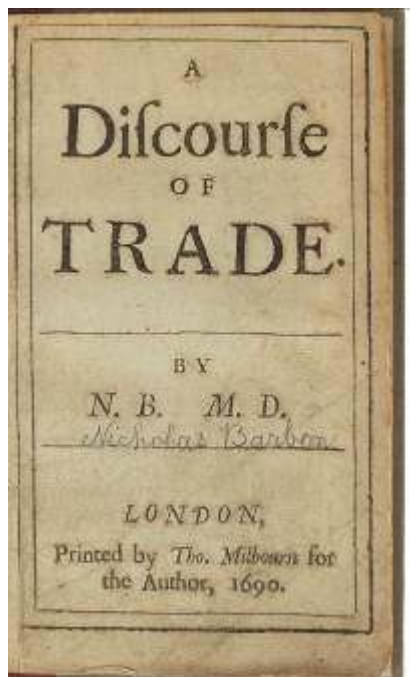 A
Diſcourſe
OF
TRADE.
BY
N. B. M. D.
Nicholas Barbon
LONDON,
Printed by Tho. Milbourn for
the Author, 1690.